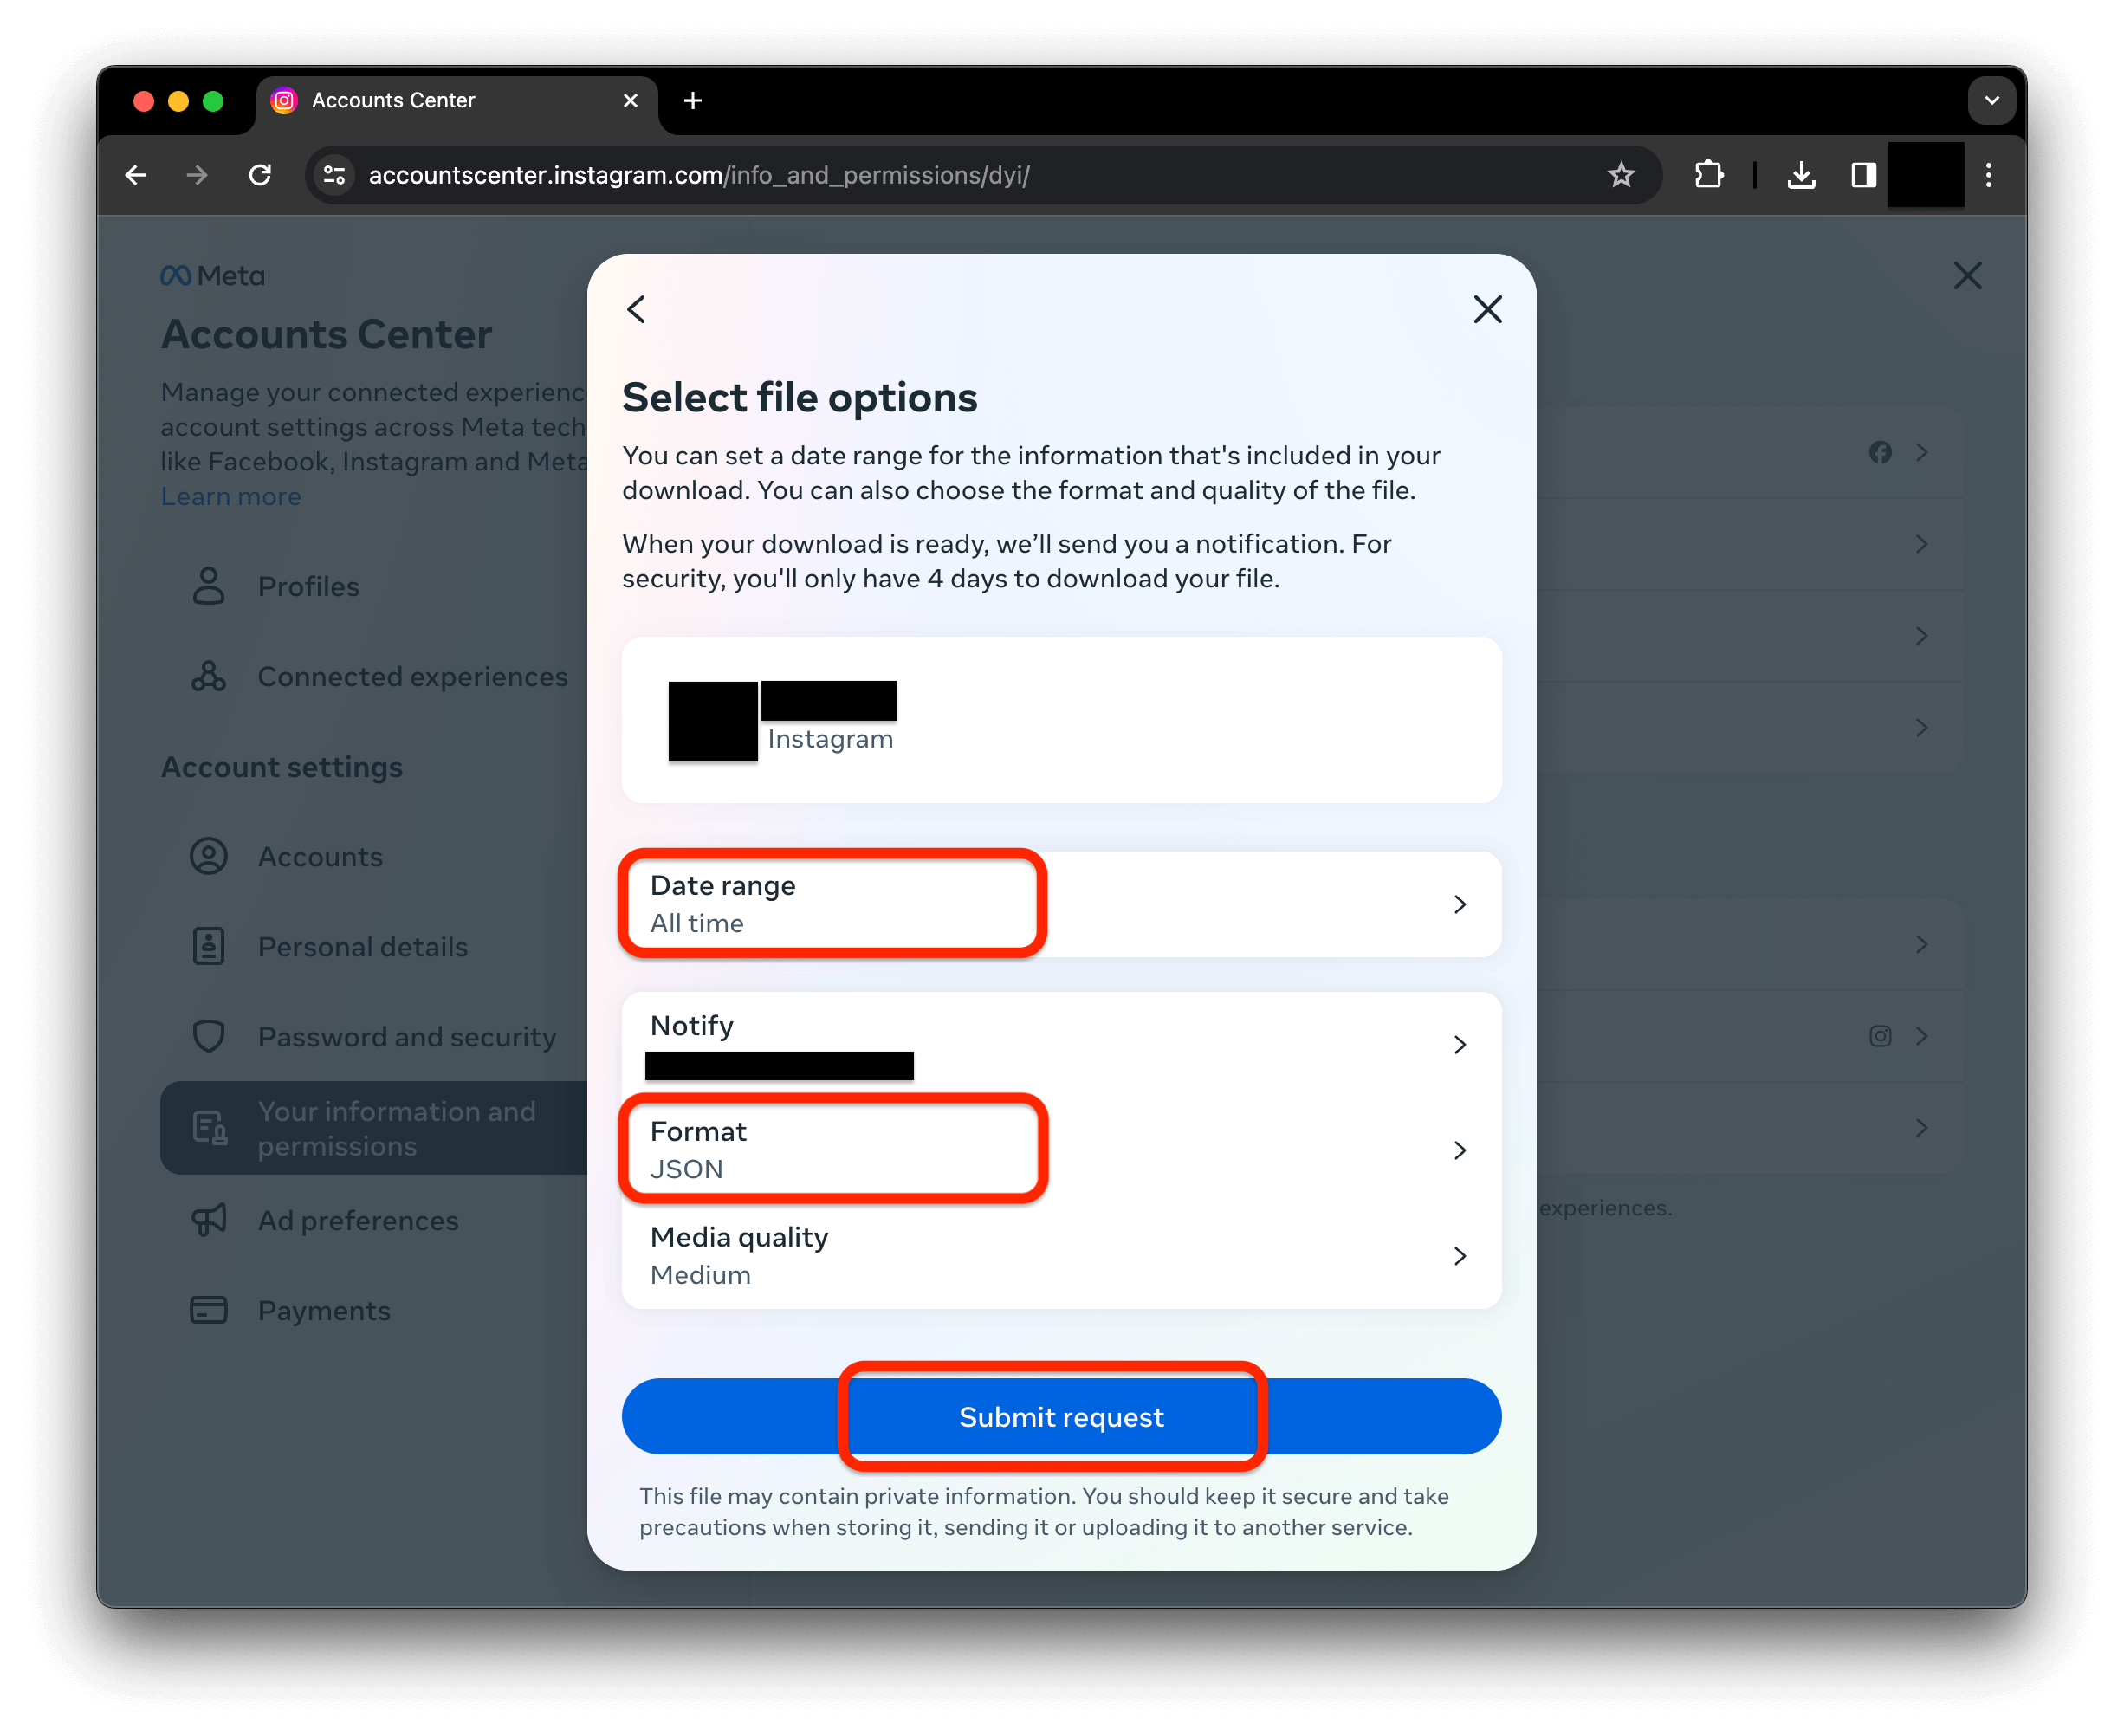 Accounts Center
accountscenter.instagram.com/info_and_permissions/dyi/
Meta
Accounts Center
Manage your connected experienc
account settings across Meta tech
like Facebook, Instagram and Meta
Learn more
Profiles
Connected experiences
Account settings
Accounts
Personal details
Password and security
Your information and
permissions
Ad preferences
Payments
Select file options
You can set a date range for the information that's included in your
download. You can also choose the format and quality of the file.
When your download is ready, we’ll send you a notification. For
security, you'll only have 4 days to download your file.
Instagram
Date range
All time
Notify
Format
JSON
Media quality
Medium
Submit request
This file may contain private information. You should keep it secure and take
precautions when storing it, sending it or uploading it to another service.
experiences.